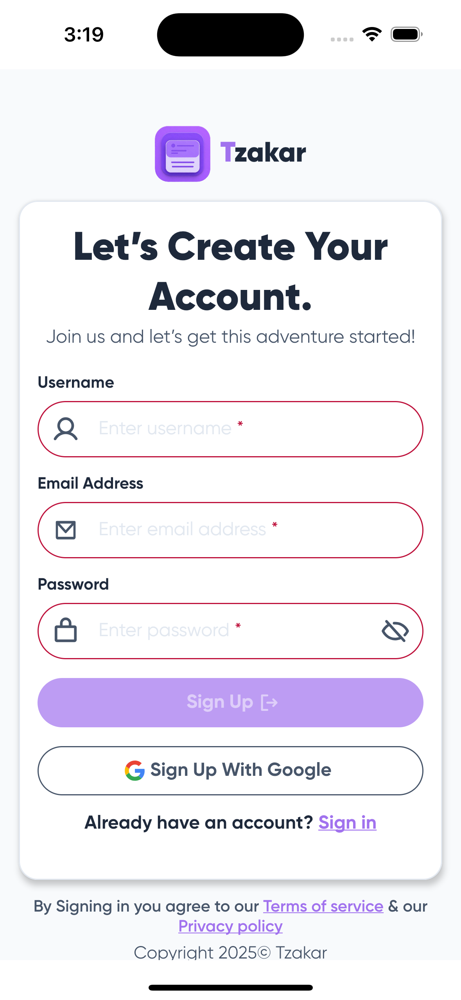 3:19
Tzakar
Let’s Create Your
Account.
Join us and let’s get this adventure started!
Username
Enter username *
Email Address
Enter email address *
Password
Enter password *
Sign Up
Sign Up With Google
Already have an account? Sign in
By Signing in you agree to our Terms of service & our
Privacy policy
Copyright 2025© Tzakar